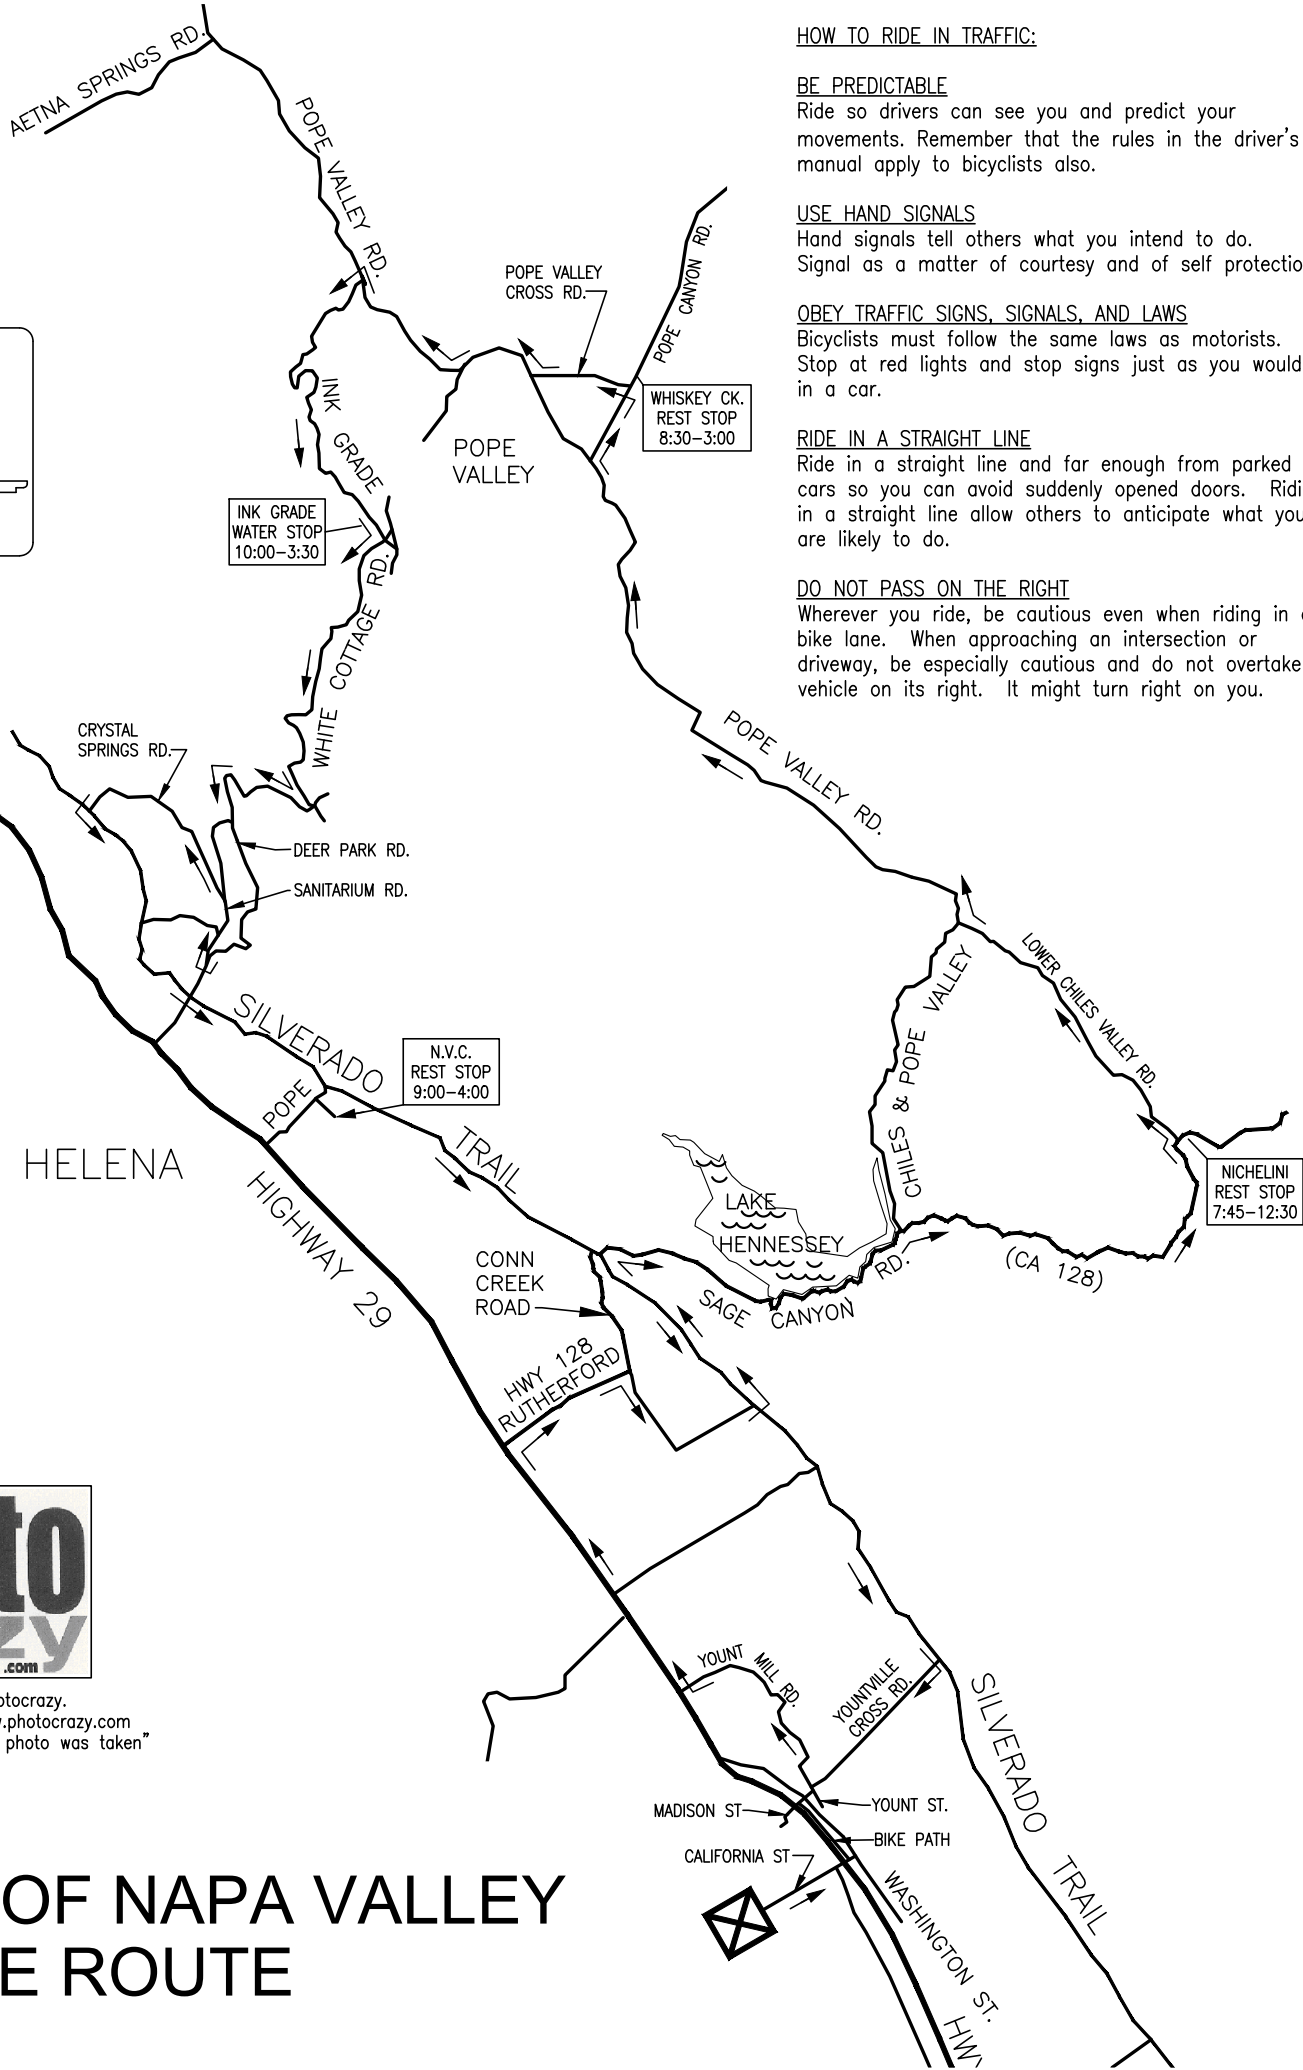 AETNA SPRINGS RD.
POPE VALLEY RD.
HOW TO RIDE IN TRAFFIC:
BE PREDICTABLE
Ride so drivers can see you and predict your
movements. Remember that the rules in the driver's
manual apply to bicyclists also.
USE HAND SIGNALS
Hand signals tell others what you intend to do.
Signal as a matter of courtesy and of self protectio
OBEY TRAFFIC SIGNS, SIGNALS, AND LAWS
Bicyclists must follow the same laws as motorists.
Stop at red lights and stop signs just as you would
in a car.
RIDE IN A STRAIGHT LINE
Ride in a straight line and far enough from parked
cars so you can avoid suddenly opened doors. Ridi
in a straight line allow others to anticipate what you
are likely to do.
DO NOT PASS ON THE RIGHT
Wherever you ride, be cautious even when riding in
bike lane. When approaching an intersection or
driveway, be especially cautious and do not overtake
vehicle on its right. It might turn right on you.
POPE VALLEY
CROSS RD.
POPE CANYON RD.
WHISKEY CK.
REST STOP
8:30-3:00
POPE
VALLEY
INK GRADE
INK GRADE
WATER STOP
10:00-3:30
WHITE COTTAGE RD.
CRYSTAL
SPRINGS RD.
DEER PARK RD.
SANITARIUM RD.
POPE VALLEY RD.
LOWER CHILES VALLEY RD.
CHILES & POPE VALLEY
RD.
NICHELINI
REST STOP
7:45-12:30
SILVERADO
TRAIL
N.V.C.
REST STOP
9:00-4:00
POPE
HELENA
HIGHWAY 29
LAKE
HENNESSEY
SAGE
CANYON
(CA 128)
CONN
CREEK
ROAD
HWY 128
RUTHERFORD
to
zy
.com
otocrazy.
w.photocrazy.com
photo was taken"
YOUNT
MILL RD.
YOUNTVILLE
CROSS RD.
SILVERADO
TRAIL
MADISON ST
YOUNT ST.
BIKE PATH
CALIFORNIA ST
WASHINGTON ST.
HWY
OF NAPA VALLEY
E ROUTE